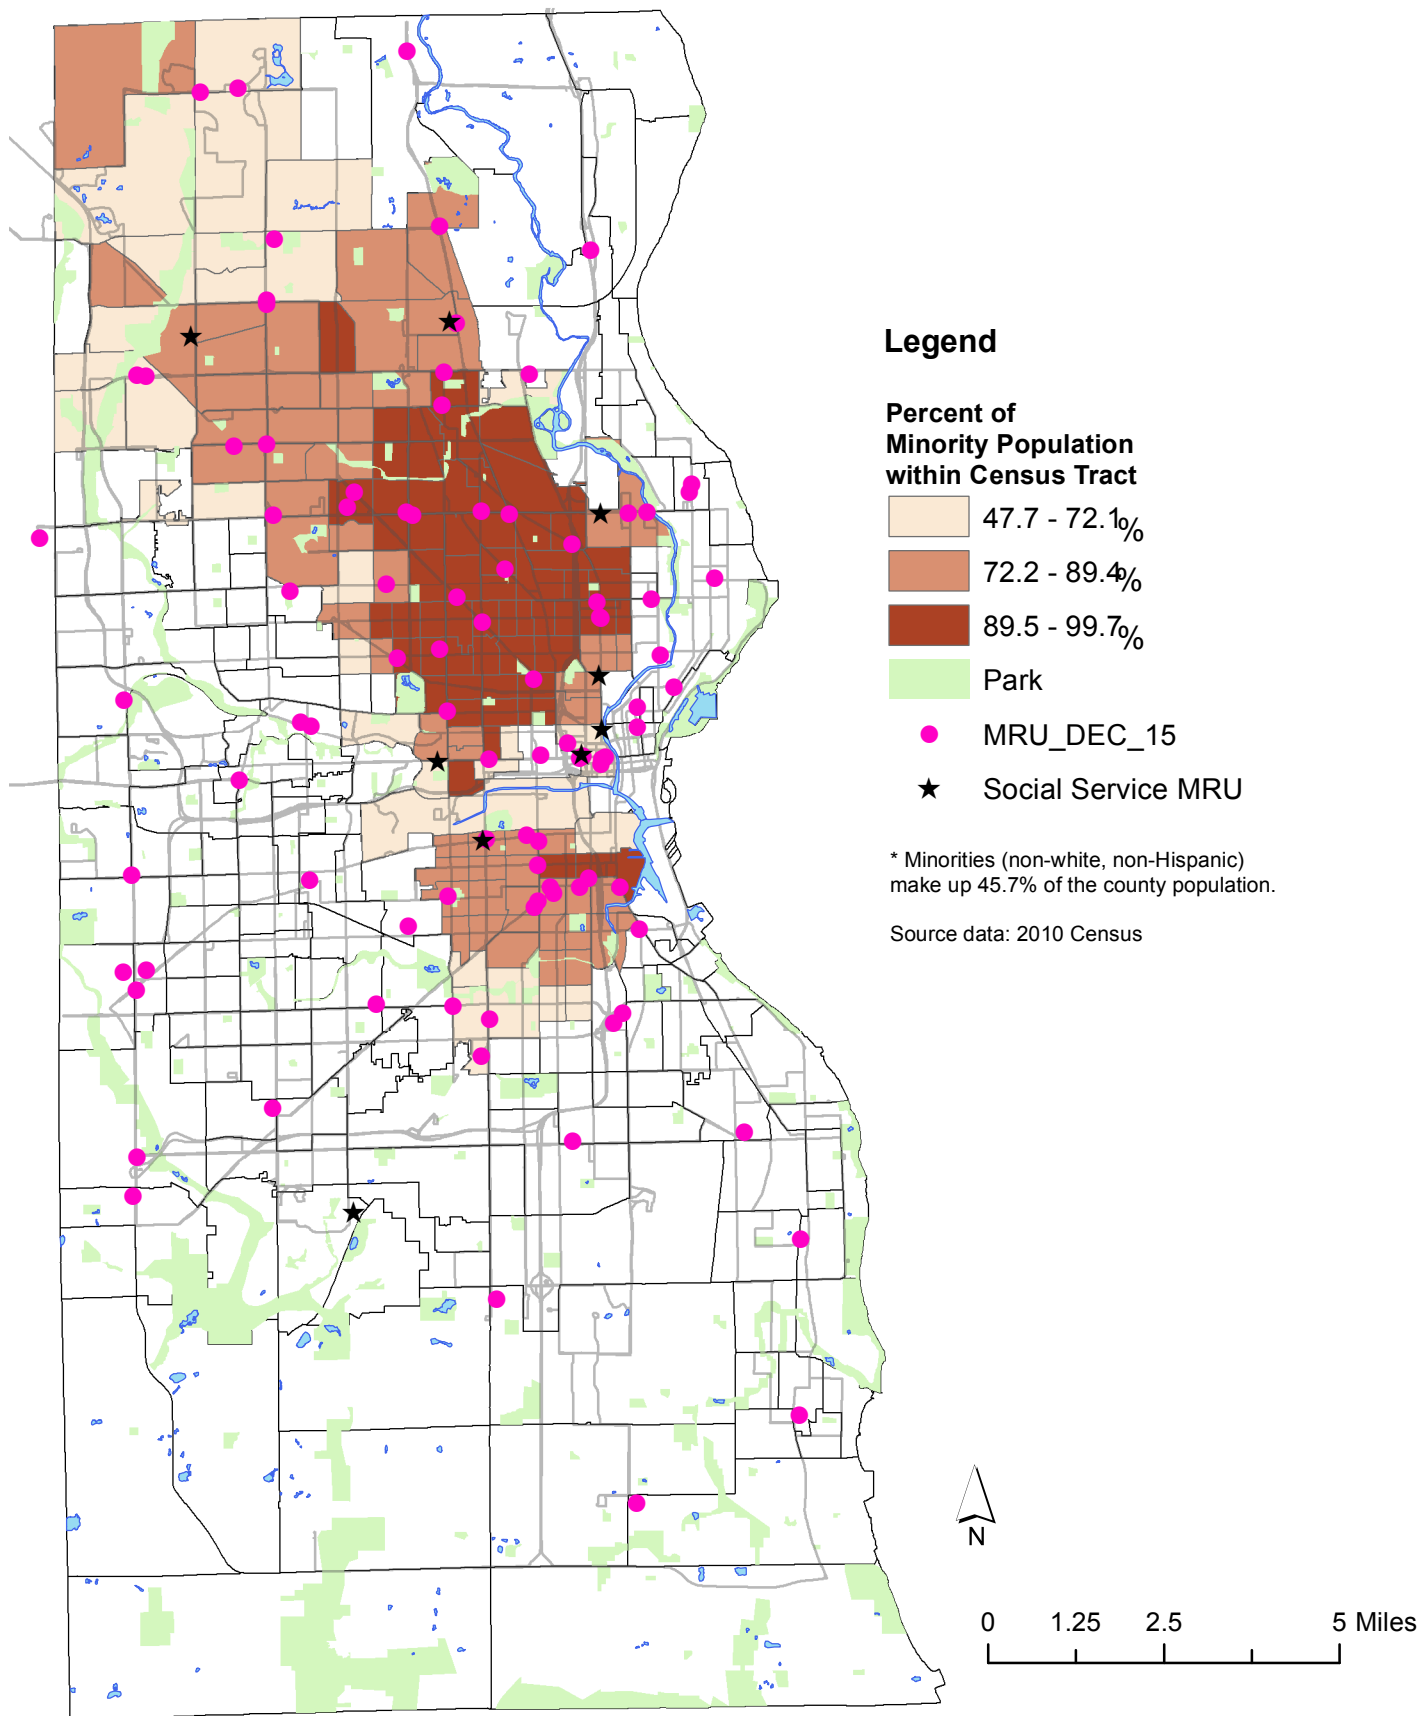 Legend
Percent of
Minority Population
within Census Tract
47.7 - 72.1%
72.2 - 89.4%
89.5 - 99.7%
Park
MRU_DEC_15
Social Service MRU
* Minorities (non-white, non-Hispanic)
make up 45.7% of the county population.
Source data: 2010 Census
N
0 1.25 2.5 5 Miles